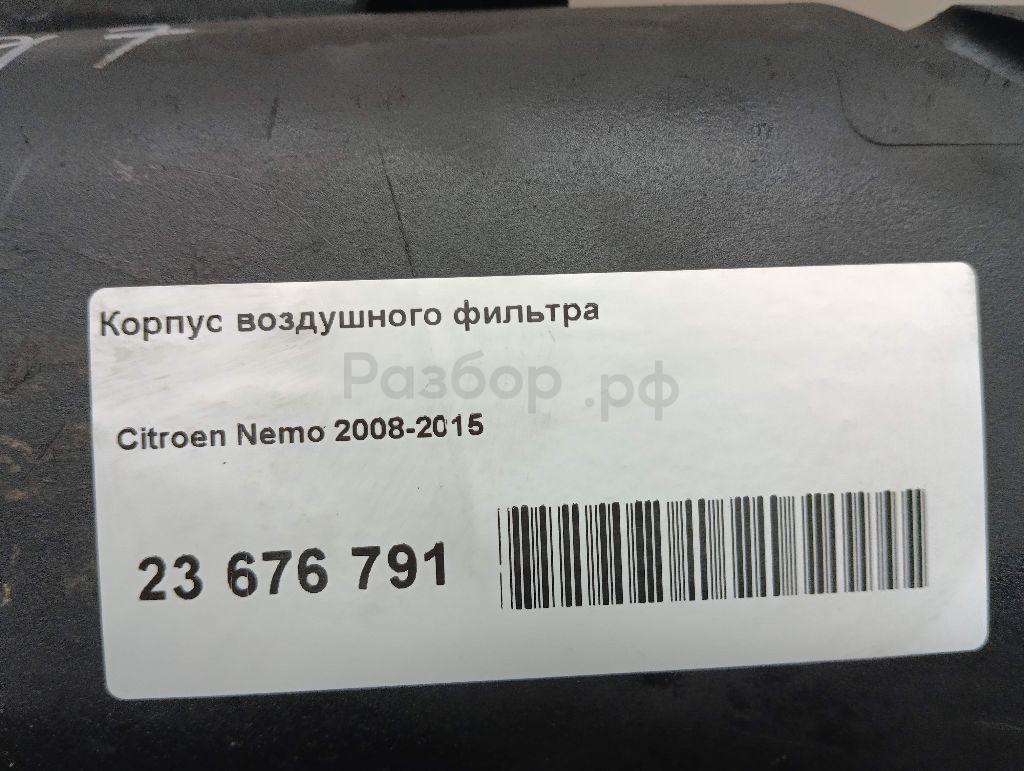 Корпус воздушного фильтра
Разбор.рф
Citroen Nemo 2008-2015
23 676 791